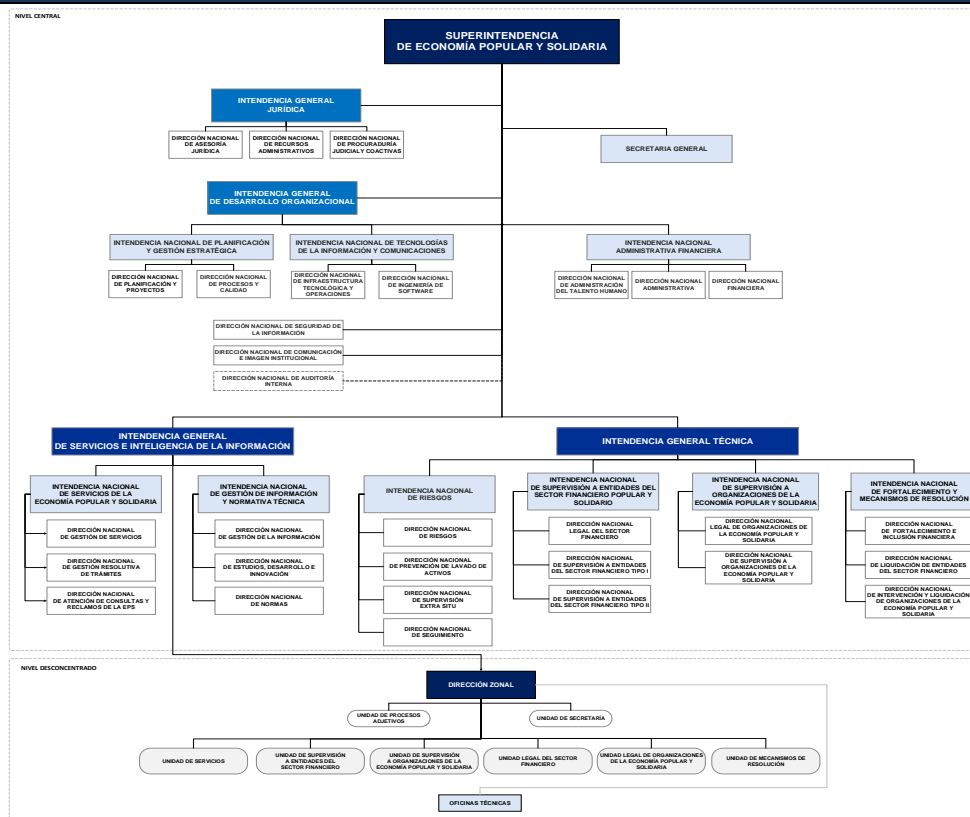 NIVEL CENTRAL
SUPERINTENDENCIA
DE ECONOMÍA POPULAR Y SOLIDARIA
INTENDENCIA GENERAL
JURÍDICA
DIRECCIÓN NACIONAL
DE ASESORÍA
JURÍDICA
DIRECCIÓN NACIONAL
DE RECURSOS
ADMINISTRATIVOS
DIRECCIÓN NACIONAL
DE PROCURADURÍA
JUDICIAL Y COACTIVAS
SECRETARIA GENERAL
INTENDENCIA GENERAL
DE DESARROLLO ORGANIZACIONAL
INTENDENCIA NACIONAL DE PLANIFICACIÓN
Y GESTIÓN ESTRATÉGICA
INTENDENCIA NACIONAL DE TECNOLOGÍAS
DE LA INFORMACIÓN Y COMUNICACIONES
INTENDENCIA NACIONAL
ADMINISTRATIVA FINANCIERA
DIRECCIÓN NACIONAL
DE PLANIFICACIÓN Y
PROYECTOS
DIRECCIÓN NACIONAL
DE PROCESOS Y
CALIDAD
DIRECCIÓN NACIONAL
DE INFRAESTRUCTURA
TECNOLÓGICA Y
OPERACIONES
DIRECCIÓN NACIONAL
DE INGENIERÍA DE
SOFTWARE
DIRECCIÓN NACIONAL
DE ADMINISTRACIÓN
DEL TALENTO HUMANO
DIRECCIÓN NACIONAL
ADMINISTRATIVA
DIRECCIÓN NACIONAL
FINANCIERA
DIRECCIÓN NACIONAL DE SEGURIDAD DE
LA INFORMACIÓN
DIRECCIÓN NACIONAL DE COMUNICACIÓN
E IMAGEN INSTITUCIONAL
DIRECCIÓN NACIONAL DE AUDITORÍA
INTERNA
INTENDENCIA GENERAL
DE SERVICIOS E INTELIGENCIA DE LA INFORMACIÓN
INTENDENCIA GENERAL TÉCNICA
INTENDENCIA NACIONAL
DE SERVICIOS DE LA
ECONOMÍA POPULAR Y SOLIDARIA
DIRECCIÓN NACIONAL
DE GESTIÓN DE SERVICIOS
DIRECCIÓN NACIONAL
DE GESTIÓN RESOLUTIVA
DE TRÁMITES
DIRECCIÓN NACIONAL
DE ATENCIÓN DE CONSULTAS Y
RECLAMOS DE LA EPS
INTENDENCIA NACIONAL
DE GESTIÓN DE INFORMACIÓN
Y NORMATIVA TÉCNICA
DIRECCIÓN NACIONAL
DE GESTIÓN DE LA INFORMACIÓN
DIRECCIÓN NACIONAL
DE ESTUDIOS, DESARROLLO E
INNOVACIÓN
DIRECCIÓN NACIONAL
DE NORMAS
INTENDENCIA NACIONAL
DE RIESGOS
DIRECCIÓN NACIONAL
DE RIESGOS
DIRECCIÓN NACIONAL
DE PREVENCIÓN DE LAVADO DE
ACTIVOS
DIRECCIÓN NACIONAL
DE SUPERVISIÓN
EXTRA SITU
DIRECCIÓN NACIONAL
DE SEGUIMIENTO
INTENDENCIA NACIONAL
DE SUPERVISIÓN A ENTIDADES DEL
SECTOR FINANCIERO POPULAR Y
SOLIDARIO
DIRECCIÓN NACIONAL
LEGAL DEL SECTOR
FINANCIERO
DIRECCIÓN NACIONAL
DE SUPERVISIÓN A ENTIDADES
DEL SECTOR FINANCIERO TIPO I
DIRECCIÓN NACIONAL
DE SUPERVISIÓN A ENTIDADES
DEL SECTOR FINANCIERO TIPO II
INTENDENCIA NACIONAL
DE SUPERVISIÓN A
ORGANIZACIONES DE LA
ECONOMÍA POPULAR Y SOLIDARIA
DIRECCIÓN NACIONAL
LEGAL DE ORGANIZACIONES DE
LA ECONOMÍA POPULAR Y
SOLIDARIA
DIRECCIÓN NACIONAL
DE SUPERVISIÓN A
ORGANIZACIONES DE LA
ECONOMÍA POPULAR Y
SOLIDARIA
INTENDENCIA NACIONAL
DE FORTALECIMIENTO Y
MECANISMOS DE RESOLUCIÓN
DIRECCIÓN NACIONAL
DE FORTALECIMIENTO E
INCLUSIÓN FINANCIERA
DIRECCIÓN NACIONAL
DE LIQUIDACIÓN DE ENTIDADES
DEL SECTOR FINANCIERO
DIRECCIÓN NACIONAL
DE INTERVENCIÓN Y LIQUIDACIÓN
DE ORGANIZACIONES DE LA
ECONOMÍA POPULAR Y
SOLIDARIA
NIVEL DESCONCENTRADO
DIRECCIÓN ZONAL
UNIDAD DE PROCESOS
ADJETIVOS
UNIDAD DE SECRETARÍA
UNIDAD DE SERVICIOS
UNIDAD DE SUPERVISIÓN
A ENTIDADES DEL
SECTOR FINANCIERO
UNIDAD DE SUPERVISIÓN
A ORGANIZACIONES DE LA
ECONOMÍA POPULAR Y SOLIDARIA
UNIDAD LEGAL DEL SECTOR
FINANCIERO
UNIDAD LEGAL DE ORGANIZACIONES
DE LA ECONOMÍA POPULAR Y
SOLIDARIA
UNIDAD DE MECANISMOS DE
RESOLUCIÓN
OFICINAS TÉCNICAS